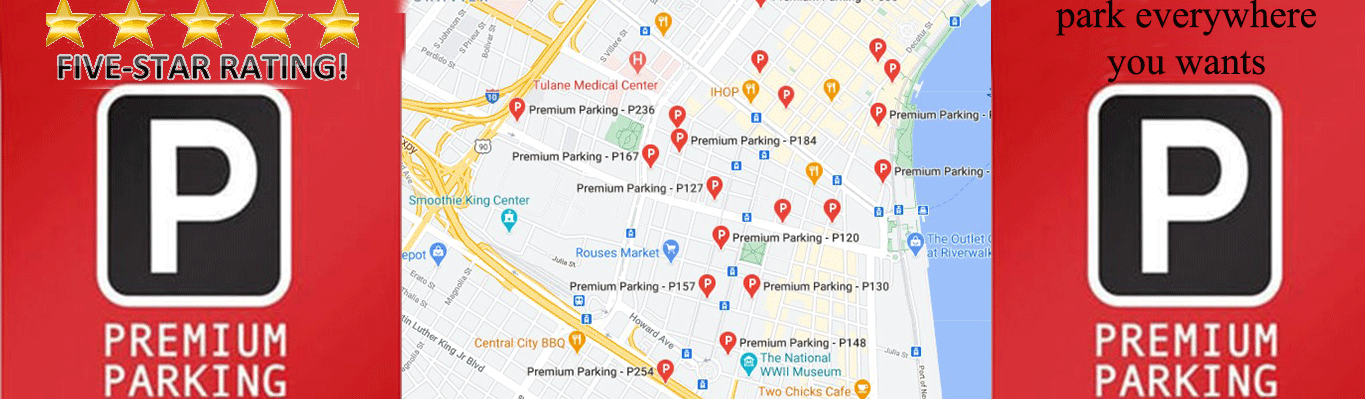 FIVE-STAR RATING!
P
PREMIUM
PARKING
S Johnson
S Prieur St
Bolivar St
Perdido St
S Villere St
Tulane Medical Center
IHOP
Decatur St
10
Premium Parking - P236
Premium Parking -
Premium Parking - P184
90
Premium Parking - P167
Premium Parking -
Premium Parking - P127
Smoothie King Center
Premium Parking - P120
The Outlet
at Riverwalk
epot
Rouses Market
Julia St
Erato St
Thalia St
Magnolia St
Premium Parking - P157
Premium Parking - P130
Martin Luther King Jr Blvd
Howard Ave
Central City BBQ
Premium Parking - P148
The National
WWII Museum
Premium Parking - P254
Two Chicks Cafe
park everywhere
you wants
P
PREMIUM
PARKING